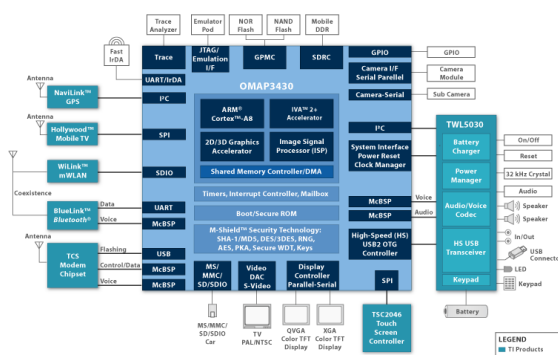 Trace
Analyzer
Emulator
Pod
NOR
Flash
NAND
Flash
Mobile
DDR
Fast
IrDA
Trace
JTAG/
Emulation
I/F
GPMC
SDRC
GPIO
GPIO
UART/IrDA
Camera I/F
Serial Parellel
Camera
Module
Antenna
NaviLink™
GPS
I²C
OMAP3430
Camera-Serial
Sub Camera
ARM®
Cortex™-A8
IVA™ 2+
Accelerator
I²C
TWL5030
Antenna
Hollywood™
Mobile TV
SPI
2D/3D Graphics
Accelerator
Image Signal
Processor (ISP)
System Interface
Power Reset
Clock Manager
Battery
Charger
On/Off
Reset
WiLink™
mWLAN
SDIO
Shared Memory Controller/DMA
Power
Manager
32 kHz Crystal
Audio
Coexistence
Timers, Interrupt Controller, Mailbox
McBSP
Voice
Audio/Voice
Codec
Speaker
BlueLink™
Bluetooth®
Data
UART
Voice
McBSP
Boot/Secure ROM
McBSP
Audio
Speaker
Antenna
M-Shield™ Security Technology:
SHA-1/MDS, DES/3DES, RNG,
AES, PKA, Secure WDT, Keys
High-Speed (HS)
USB2 OTG
Controller
HS USB
Transceiver
In/Out
USB
Connecto
TCS
Modem
Chipset
Flashing
USB
Control/Data
McBSP
Voice
McBSP
MS/
MMC/
SD/SDIO
Video
DAC
S-Video
Display
Controller
Parallel-Serial
SPI
Keypad
LED
Keypad
MS/MMC/
SD/SDIO
Car
TV
PAL/NTSC
QVGA
Color TFT
Display
XGA
Color TFT
Display
TSC2046
Touch
Screen
Controller
Battery
LEGEND
TI Products